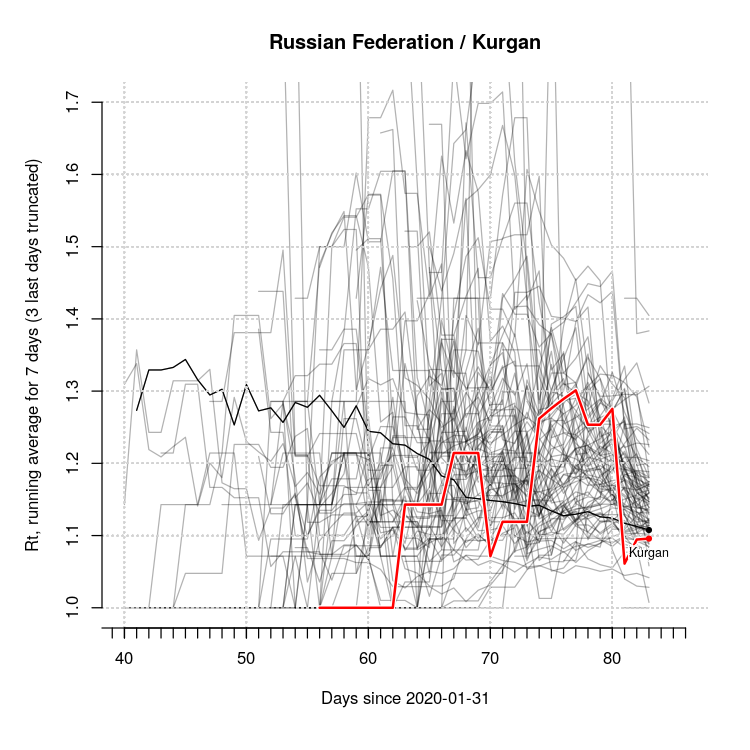 Russian Federation / Kurgan
Rt, running average for 7 days (3 last days truncated)
1.7
1.6
1.5
1.4
1.3
1.2
1.1
1.0
Kurgan
40 50 60 70 80
Days since 2020-01-31